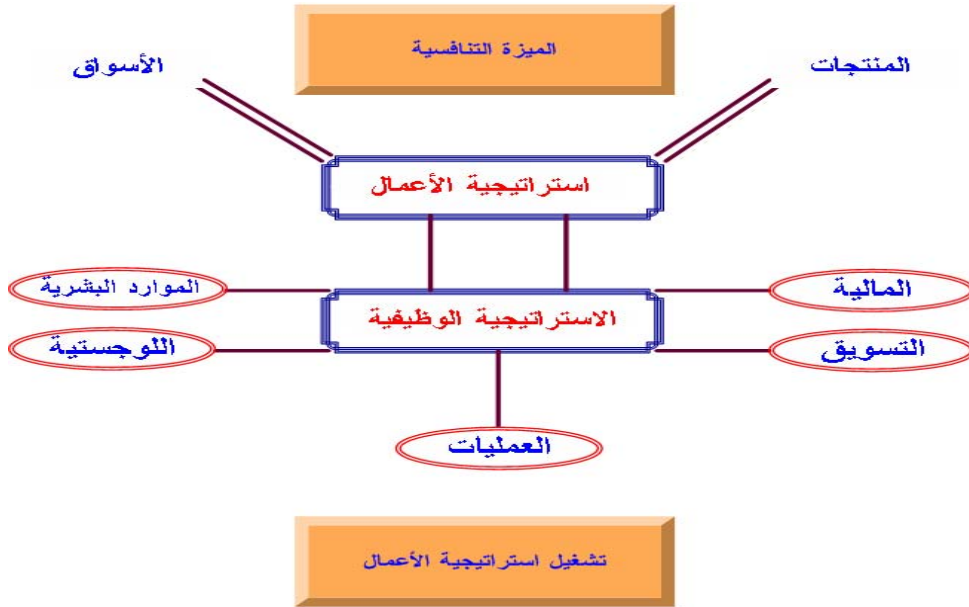 الميزة التنافسية
المنتجات
الأسواق
استراتيجية الأعمال
المالية
الموارد البشرية
الاستراتيجية الوظيفية
التسويق
اللوجستية
العمليات
تشغيل استراتيجية الأعمال